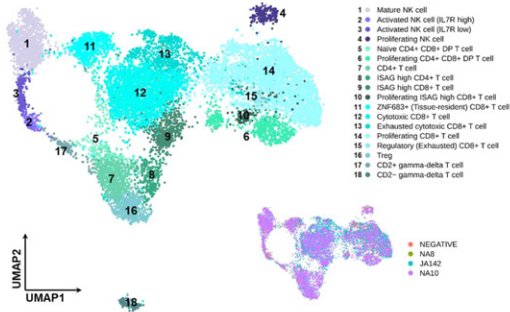 4
1
11
13
14
3
12
15
2
10
9
5
6
17
7
8
16
18
UMAP2
UMAP1
1 Mature NK cell
2 Activated NK cell (IL7R high)
3 Activated NK cell (IL7R low)
4 Proliferating NK cell
5 Naive CD4+ CD8+ DP T cell
6 Proliferating CD4+ CD8+ DP T cell
7 CD4+ T cell
8 ISAG high CD4+ T cell
9 ISAG high CD8+ T cell
10 Proliferating ISAG high CD8+ T cell
11 ZNF683+ (Tissue-resident) CD8+ T cell
12 Cytotoxic CD8+ T cell
13 Exhausted cytotoxic CD8+ T cell
14 Proliferating CD8+ T cell
15 Regulatory (Exhausted) CD8+ T cell
16 Treg
17 CD2+ gamma-delta T cell
18 CD2− gamma-delta T cell
NEGATIVE
NA8
JA142
NA10